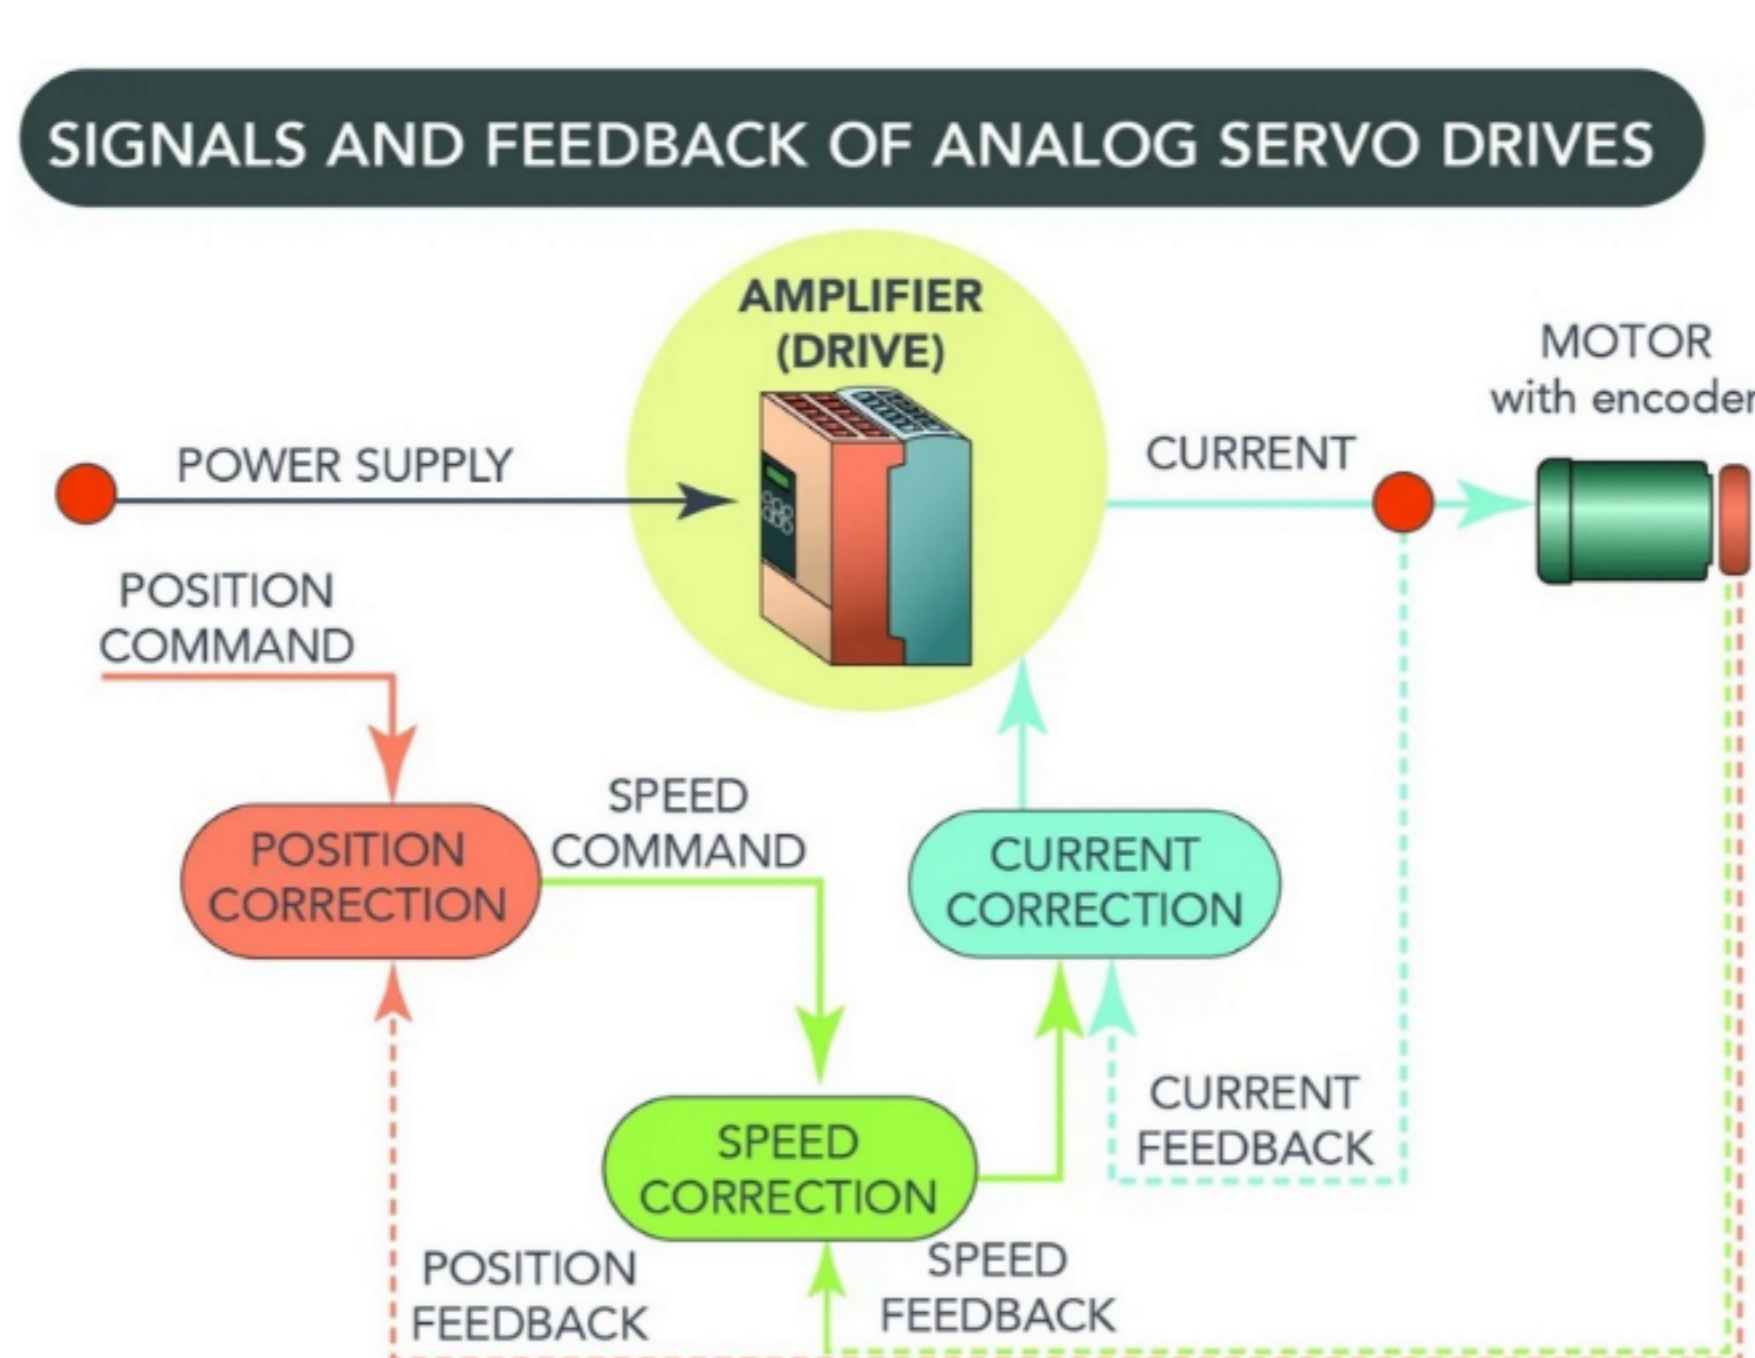 SIGNALS AND FEEDBACK OF ANALOG SERVO DRIVES
AMPLIFIER
(DRIVE)
MOTOR
with encoder
POWER SUPPLY
CURRENT
POSITION
COMMAND
SPEED
COMMAND
POSITION
CORRECTION
CURRENT
CORRECTION
CURRENT
FEEDBACK
SPEED
CORRECTION
POSITION
FEEDBACK
SPEED
FEEDBACK